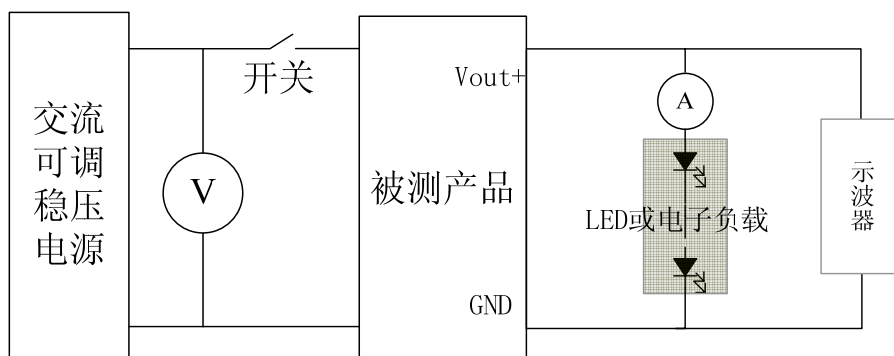 交流
可调
稳压
电源
V
开关
被测产品
Vout+
GND
A
LED或电子负载
示
波
器